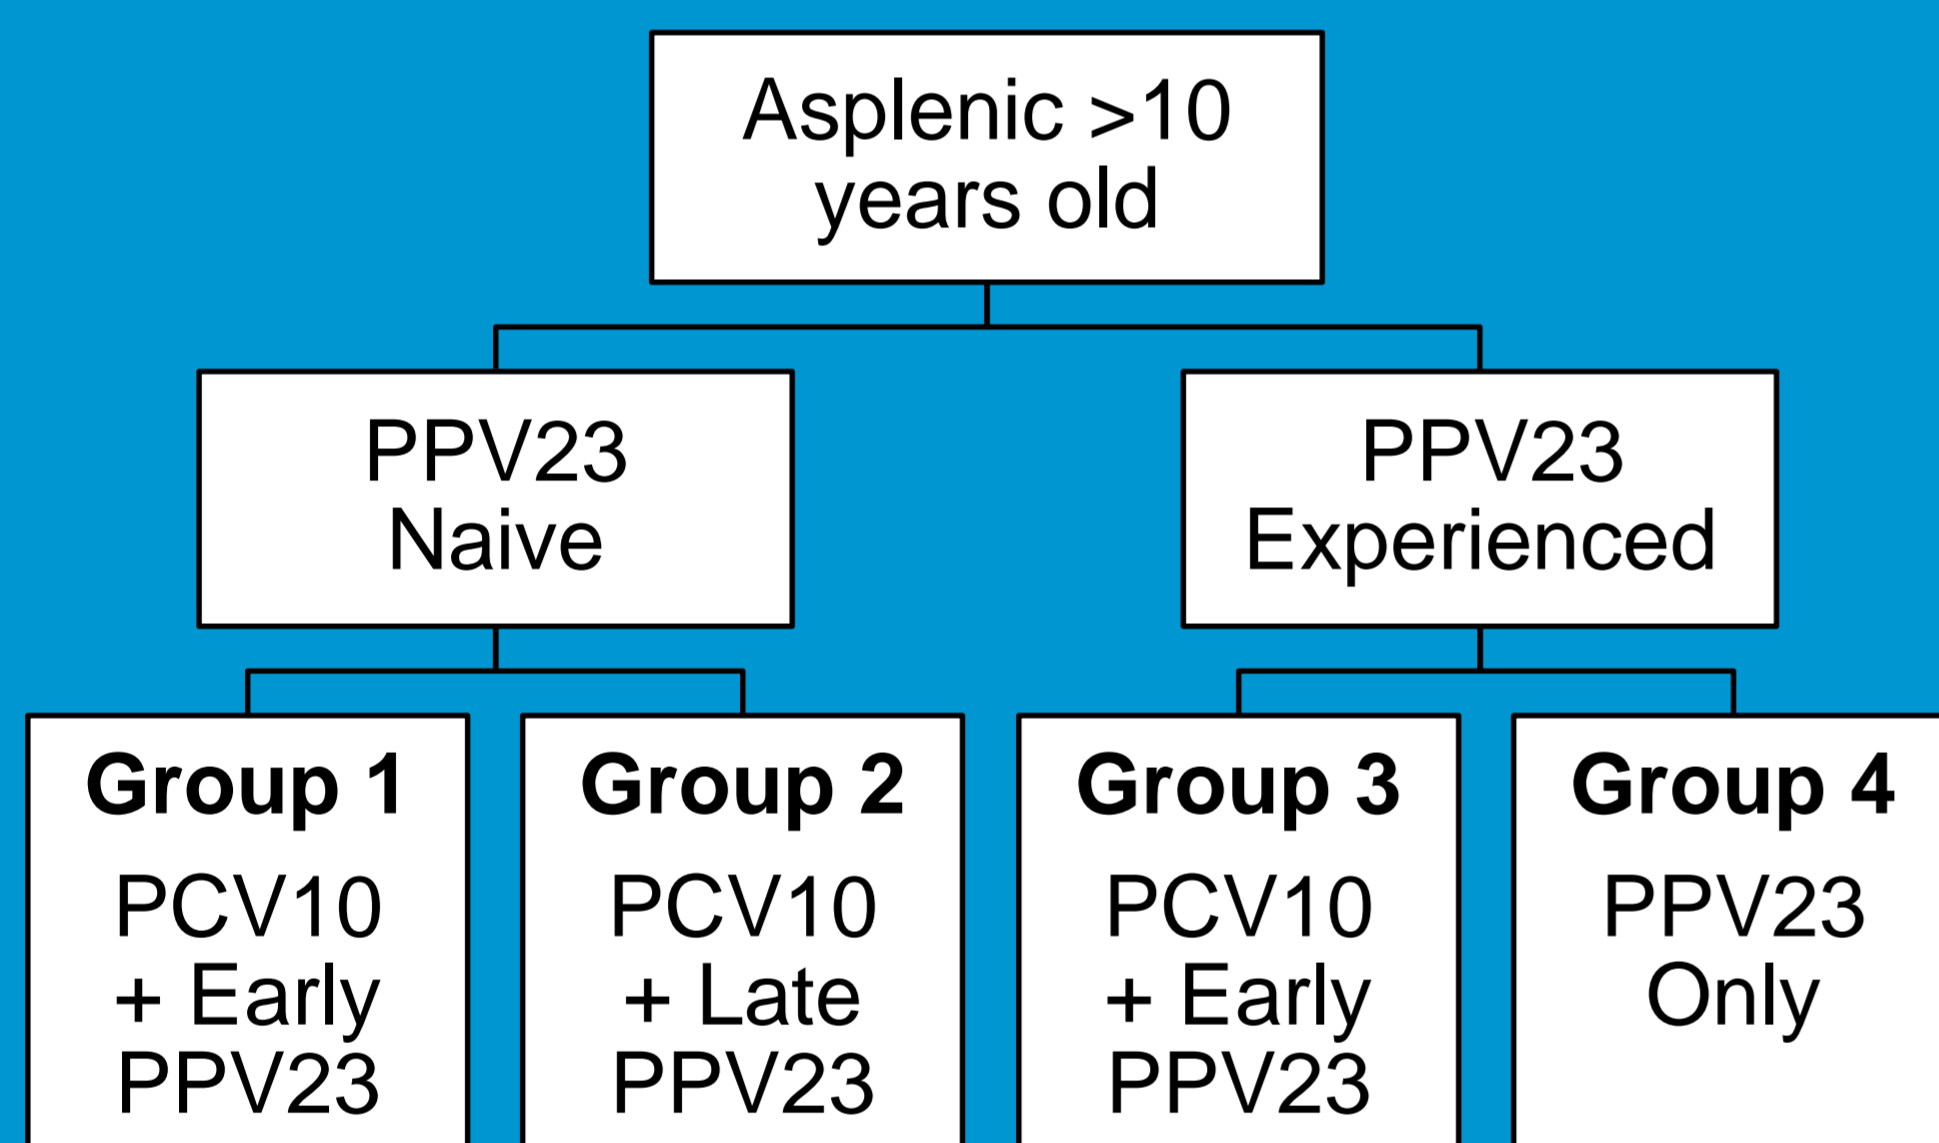 Asplenic >10
years old
PPV23
Naive
PPV23
Experienced
Group 1
PCV10
+ Early
PPV23
Group 2
PCV10
+ Late
PPV23
Group 3
PCV10
+ Early
PPV23
Group 4
PPV23
Only